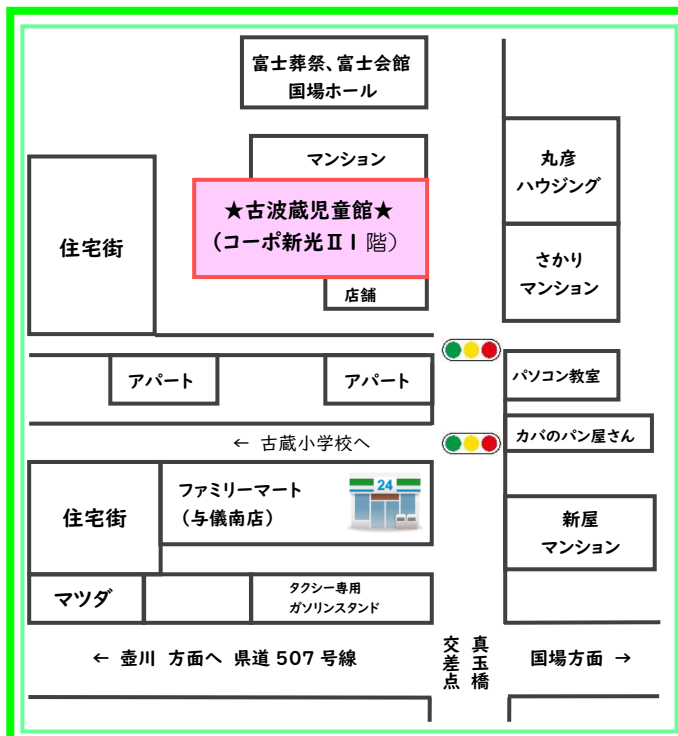 富士葬祭、富士会館
国場ホール
マンション
丸彦
ハウジング
★古波蔵児童館★
(コーポ新光ⅡⅠ階)
住宅街
さかり
マンション
店舗
アパート
アパート
パソコン教室
← 古蔵小学校へ
カバのパン屋さん
ファミリーマート
(与儀南店)
24
住宅街
新屋
マンション
マツダ
タクシー専用
ガソリンスタンド
← 壺川 方面へ 県道 507 号線
真玉橋
交差点
国場方面 →